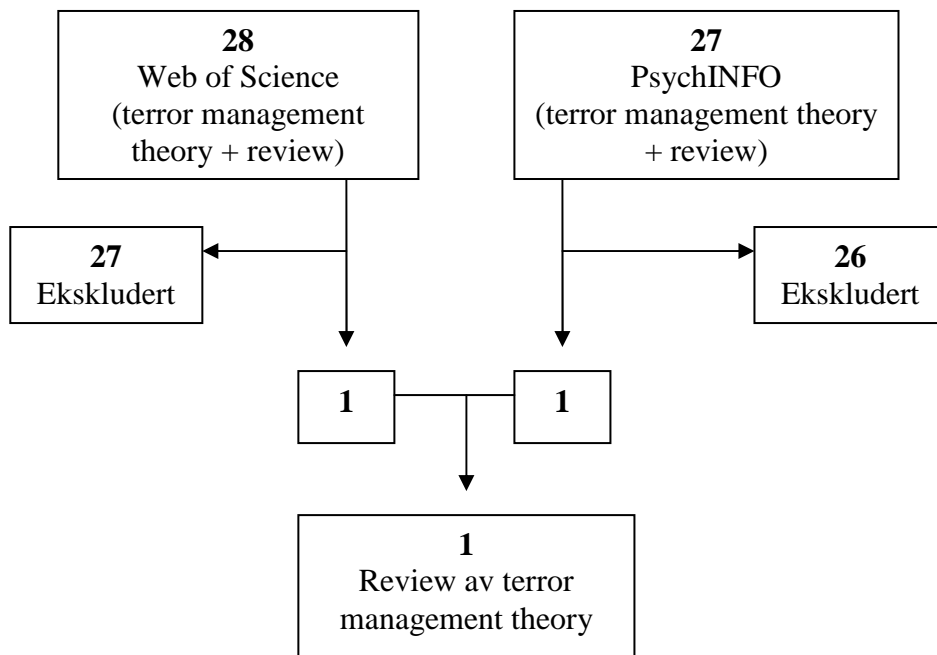 28
Web of Science
(terror management
theory + review)
27
PsychINFO
(terror management theory
+ review)
27
Ekskludert
26
Ekskludert
1
1
1
Review av terror
management theory